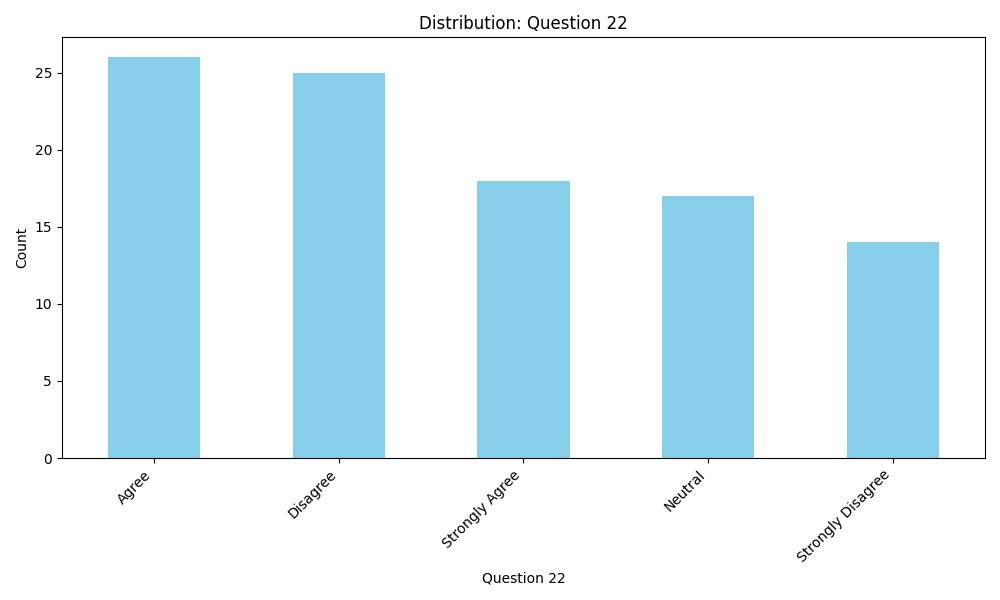 Distribution: Question 22
Count
25
20
15
10
5
0
Agree
Disagree
Strongly Agree
Neutral
Strongly Disagree
Question 22